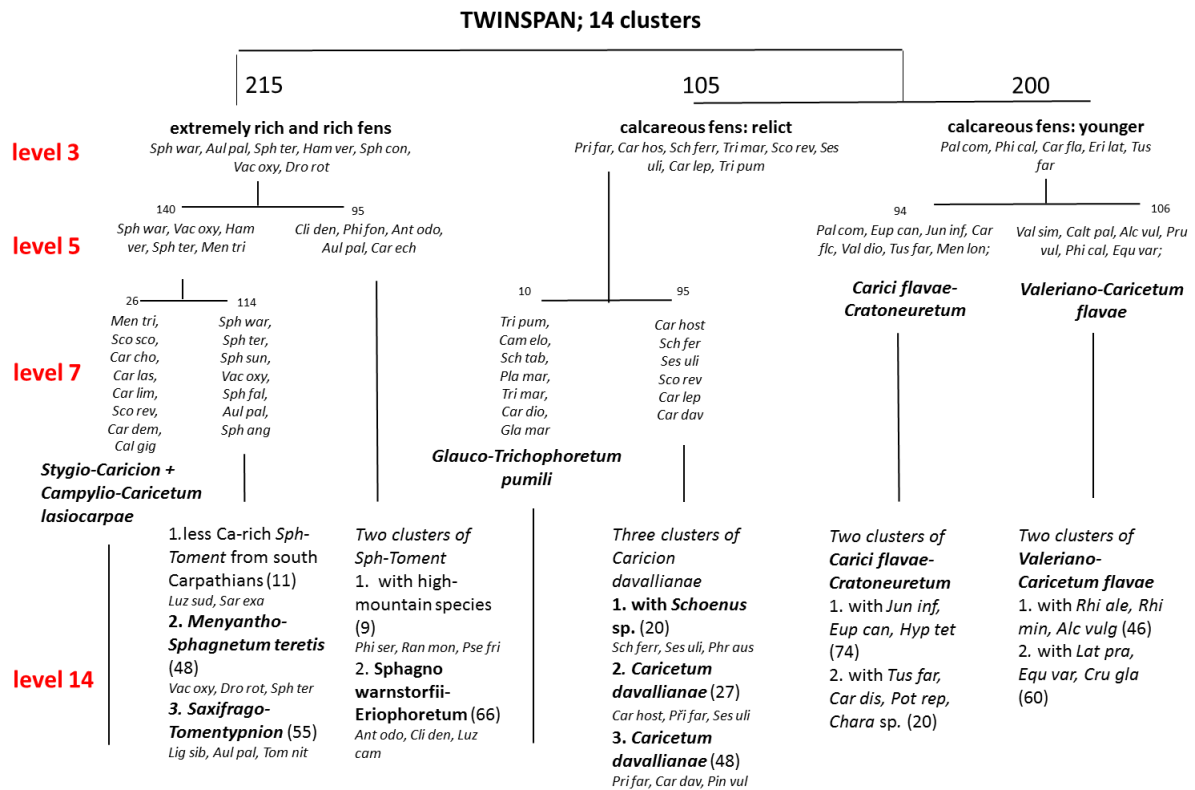 TWINSPAN; 14 clusters
215
105
200
level 3
extremely rich and rich fens
Sph war, Aul pal, Sph ter, Ham ver, Sph con,
Vac oxy, Dro rot
calcareous fens: relict
Pri far, Car hos, Sch ferr, Tri mar, Sco rev, Ses
uli, Car lep, Tri pum
calcareous fens: younger
Pal com, Phi cal, Car fla, Eri lat, Tus
far
level 5
140
95
Sph war, Vac oxy, Ham
ver, Sph ter, Men tri
Cli den, Phi fon, Ant odo,
Aul pal, Car ech
94
106
Pal com, Eup can, Jun inf, Car
flc, Val dio, Tus far, Men lon;
Val sim, Calt pal, Alc vul, Pru
vul, Phi cal, Equ var;
Carici flavae-
Cratoneuretum
Valeriano-Caricetum
flavae
level 7
26
114
Men tri,
Sco sco,
Car cho,
Car las,
Car lim,
Sco rev,
Car dem,
Cal gig
Sph war,
Sph ter,
Sph sun,
Vac oxy,
Sph fal,
Aul pal,
Sph ang
10
95
Tri pum,
Cam elo,
Sch tab,
Pla mar,
Tri mar,
Car dio,
Gla mar
Car host
Sch fer
Ses uli
Sco rev
Car lep
Car dav
Stygio-Caricion +
Campylio-Caricetum
lasiocarpae
Glauco-Trichophoretum
pumili
level 14
1.less Ca-rich Sph-
Toment from south
Carpathians (11)
Luz sud, Sar exa
2. Menyantho-
Sphagnetum teretis
(48)
Vac oxy, Dro rot, Sph ter
3. Saxifrago-
Tomentypnion (55)
Lig sib, Aul pal, Tom nit
Two clusters of
Sph-Toment
1. with high-
mountain species
(9)
Phi ser, Ran mon, Pse fri
2. Sphagno
warnstorfii-
Eriophoretum (66)
Ant odo, Cli den, Luz
cam
Three clusters of
Caricion
davallianae
1. with Schoenus
sp. (20)
Sch ferr, Ses uli, Phr aus
2. Caricetum
davallianae (27)
Car host, Při far, Ses uli
3. Caricetum
davallianae (48)
Pri far, Car dav, Pin vul
Two clusters of
Carici flavae-
Cratoneuretum
1. with Jun inf,
Eup can, Hyp tet
(74)
2. with Tus far,
Car dis, Pot rep,
Chara sp. (20)
Two clusters of
Valeriano-
Caricetum flavae
1. with Rhi ale, Rhi
min, Alc vulg (46)
2. with Lat pra,
Equ var, Cru gla
(60)